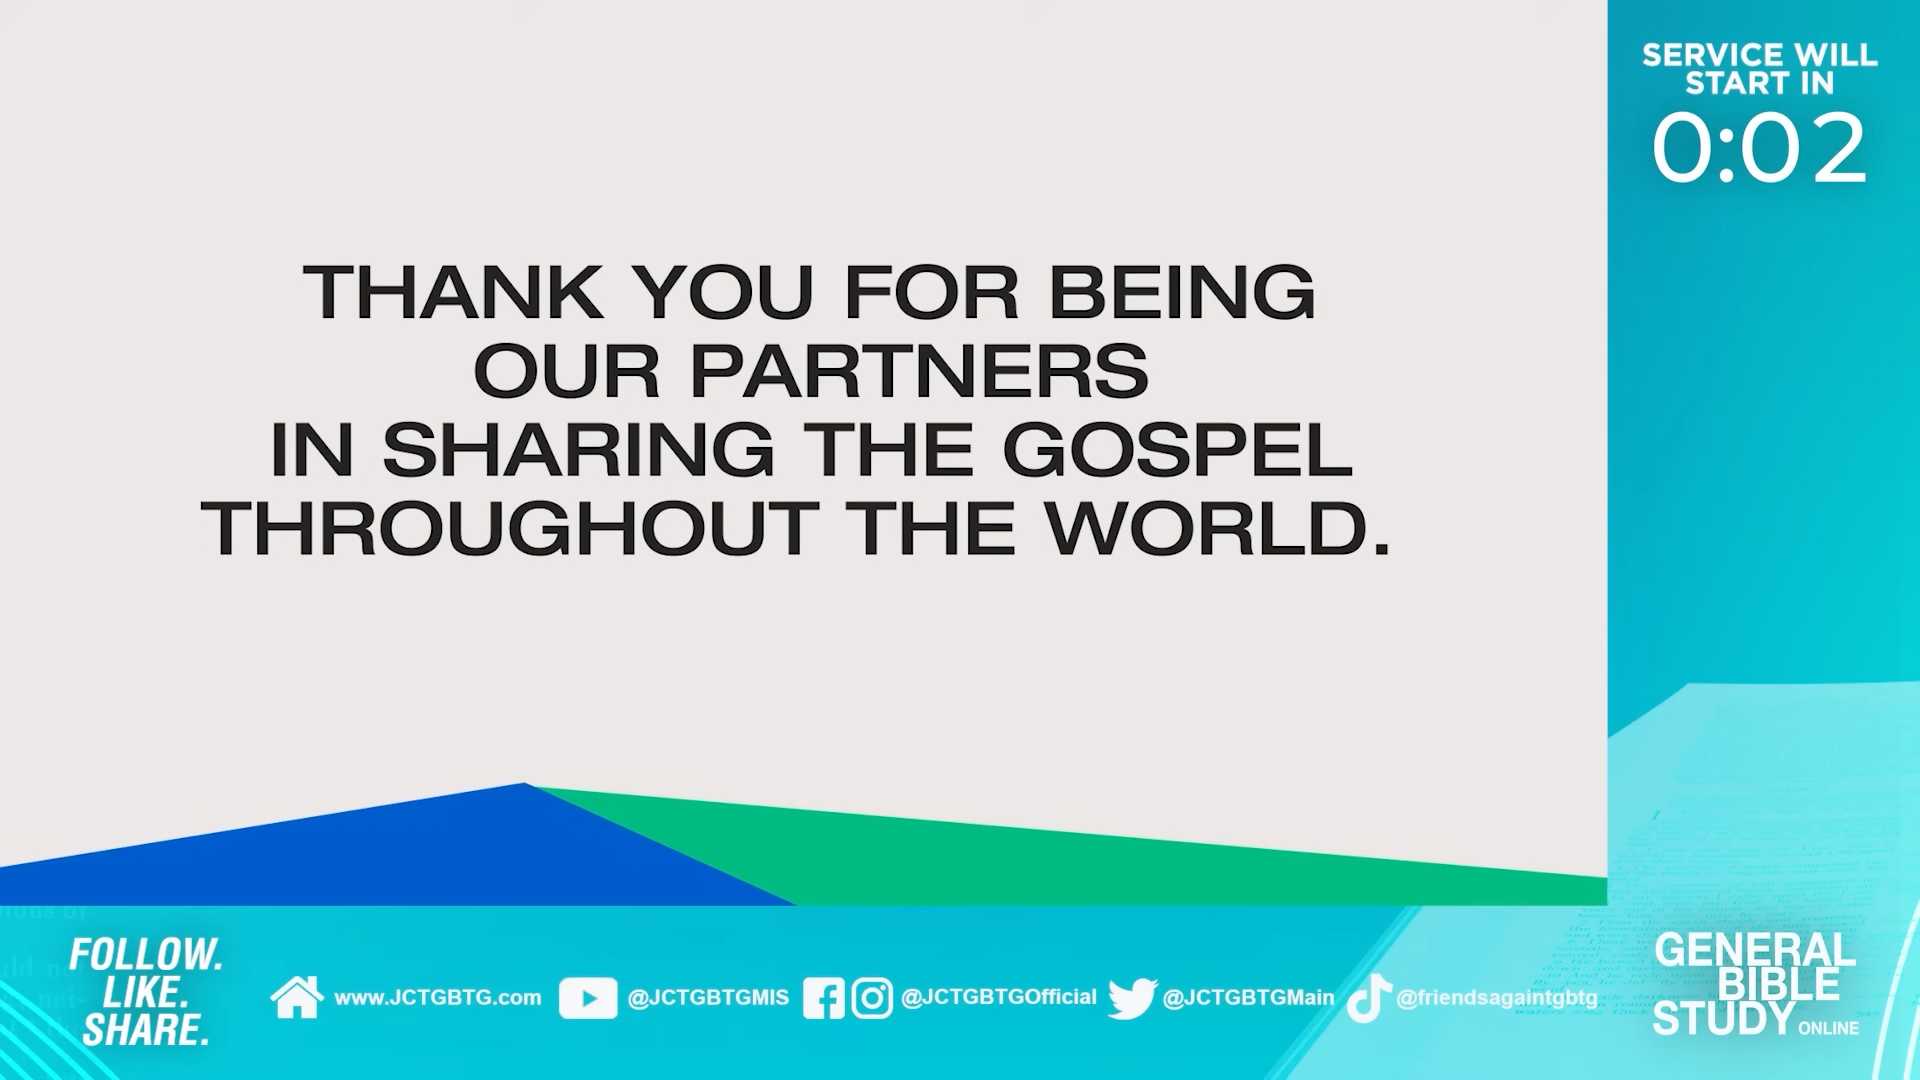 SERVICE WILL
START IN
0:02
THANK YOU FOR BEING
OUR PARTNERS
IN SHARING THE GOSPEL
THROUGHOUT THE WORLD.
FOLLOW.
LIKE.
SHARE.
www.JCTGBTG.com @JCTGBTGMIS @JCTGBTGOfficial @JCTGBTGMain @friendsagaintgbtg
GENERAL
BIBLE
STUDY ONLINE